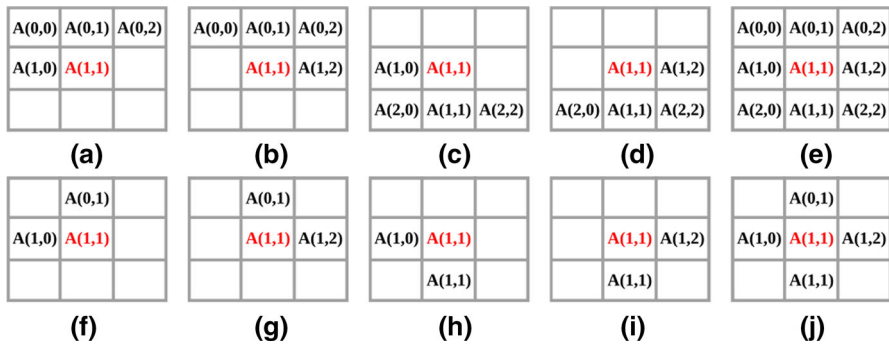 A(0,0) A(0,1) A(0,2)
A(1,0) A(1,1)
(a)
A(0,0) A(0,1) A(0,2)
A(1,1) A(1,2)
(b)
A(1,0) A(1,1)
A(2,0) A(1,1) A(2,2)
(c)
A(1,1) A(1,2)
A(2,0) A(1,1) A(2,2)
(d)
A(0,0) A(0,1) A(0,2)
A(1,0) A(1,1) A(1,2)
A(2,0) A(1,1) A(2,2)
(e)
A(0,1)
A(1,0) A(1,1)
(f)
A(0,1)
A(1,1) A(1,2)
(g)
A(1,0) A(1,1)
A(1,1)
(h)
A(1,1) A(1,2)
A(1,1)
(i)
A(0,1)
A(1,0) A(1,1) A(1,2)
A(1,1)
(j)